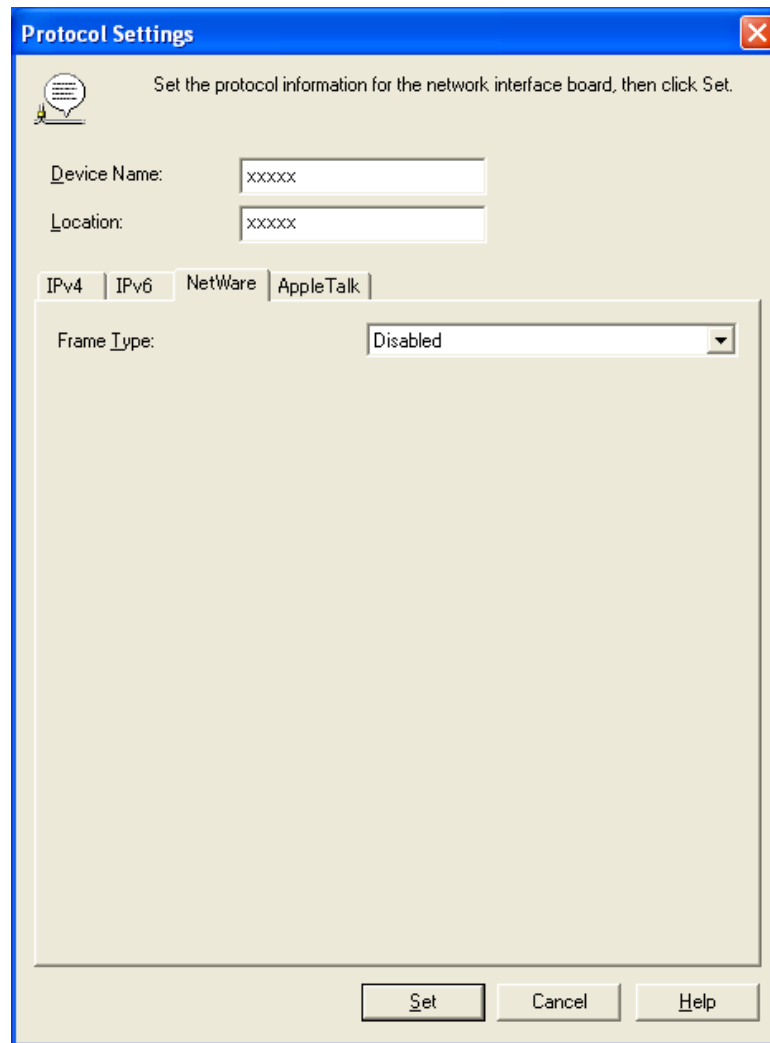 Protocol Settings
Set the protocol information for the network interface board, then click Set.
Device Name: xxxxx
Location: xxxxx
IPv4 IPv6 NetWare AppleTalk
Frame Type: Disabled
Set Cancel Help